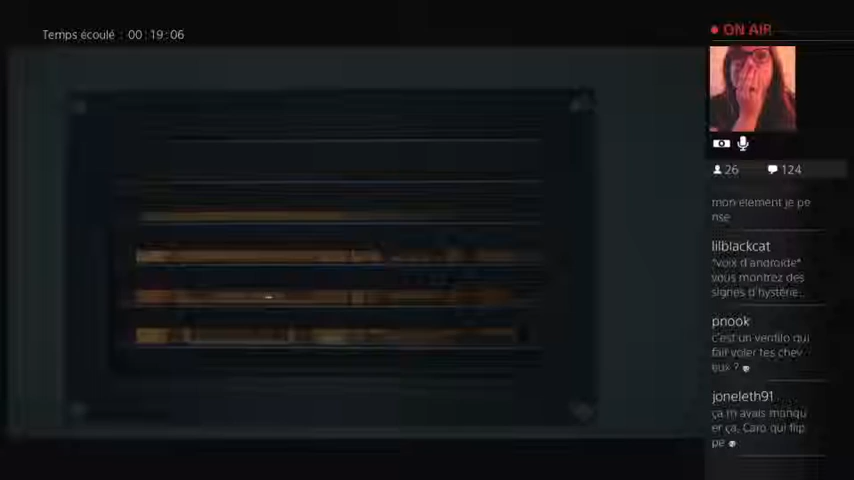 Temps écoulé : 00:19:06
ON AIR
26 124
mon element je pe
nse
lilblackcat
*voix d'androide*
vous montrez des
signes d'hystérie...
pnook
c'est un ventilo qui
fait voler tes chev
eux ?
joneleth91
ça m'avais manqu
er ça, Caro qui flip
pe